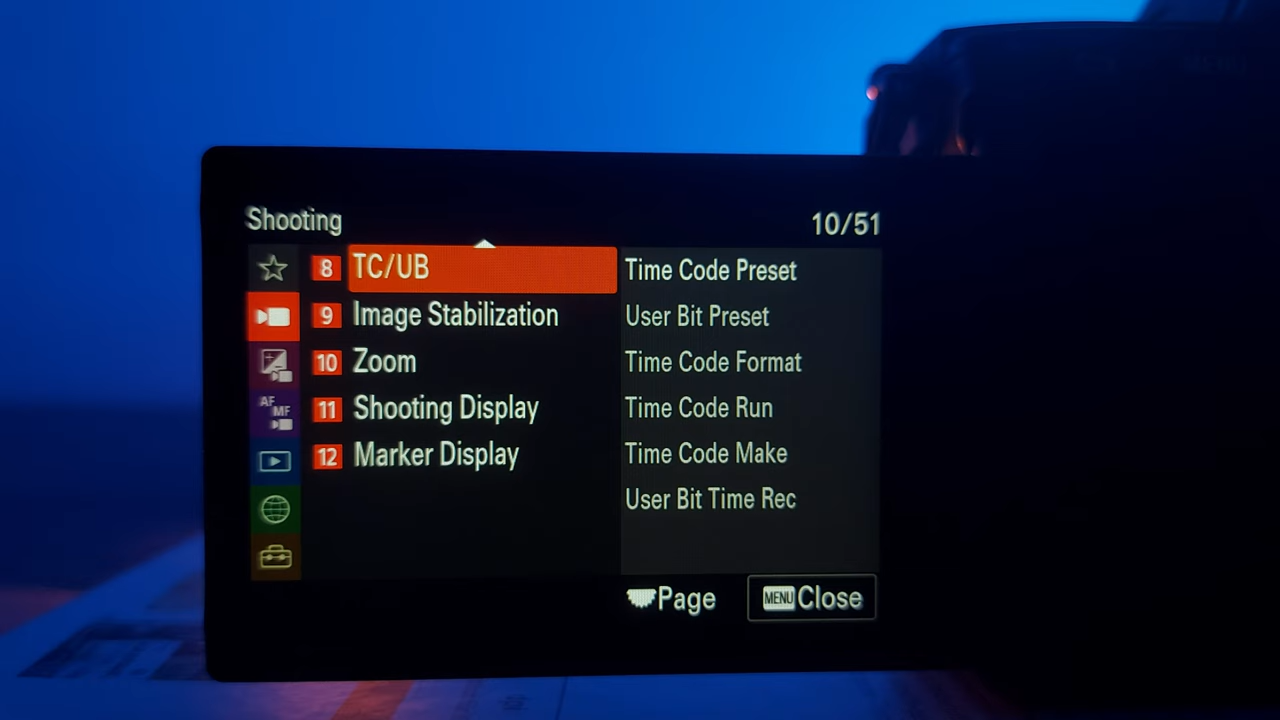 Shooting 10/51
8 TC/UB
9 Image Stabilization
10 Zoom
11 Shooting Display
12 Marker Display
AF
MF
Time Code Preset
User Bit Preset
Time Code Format
Time Code Run
Time Code Make
User Bit Time Rec
Page
MENU Close